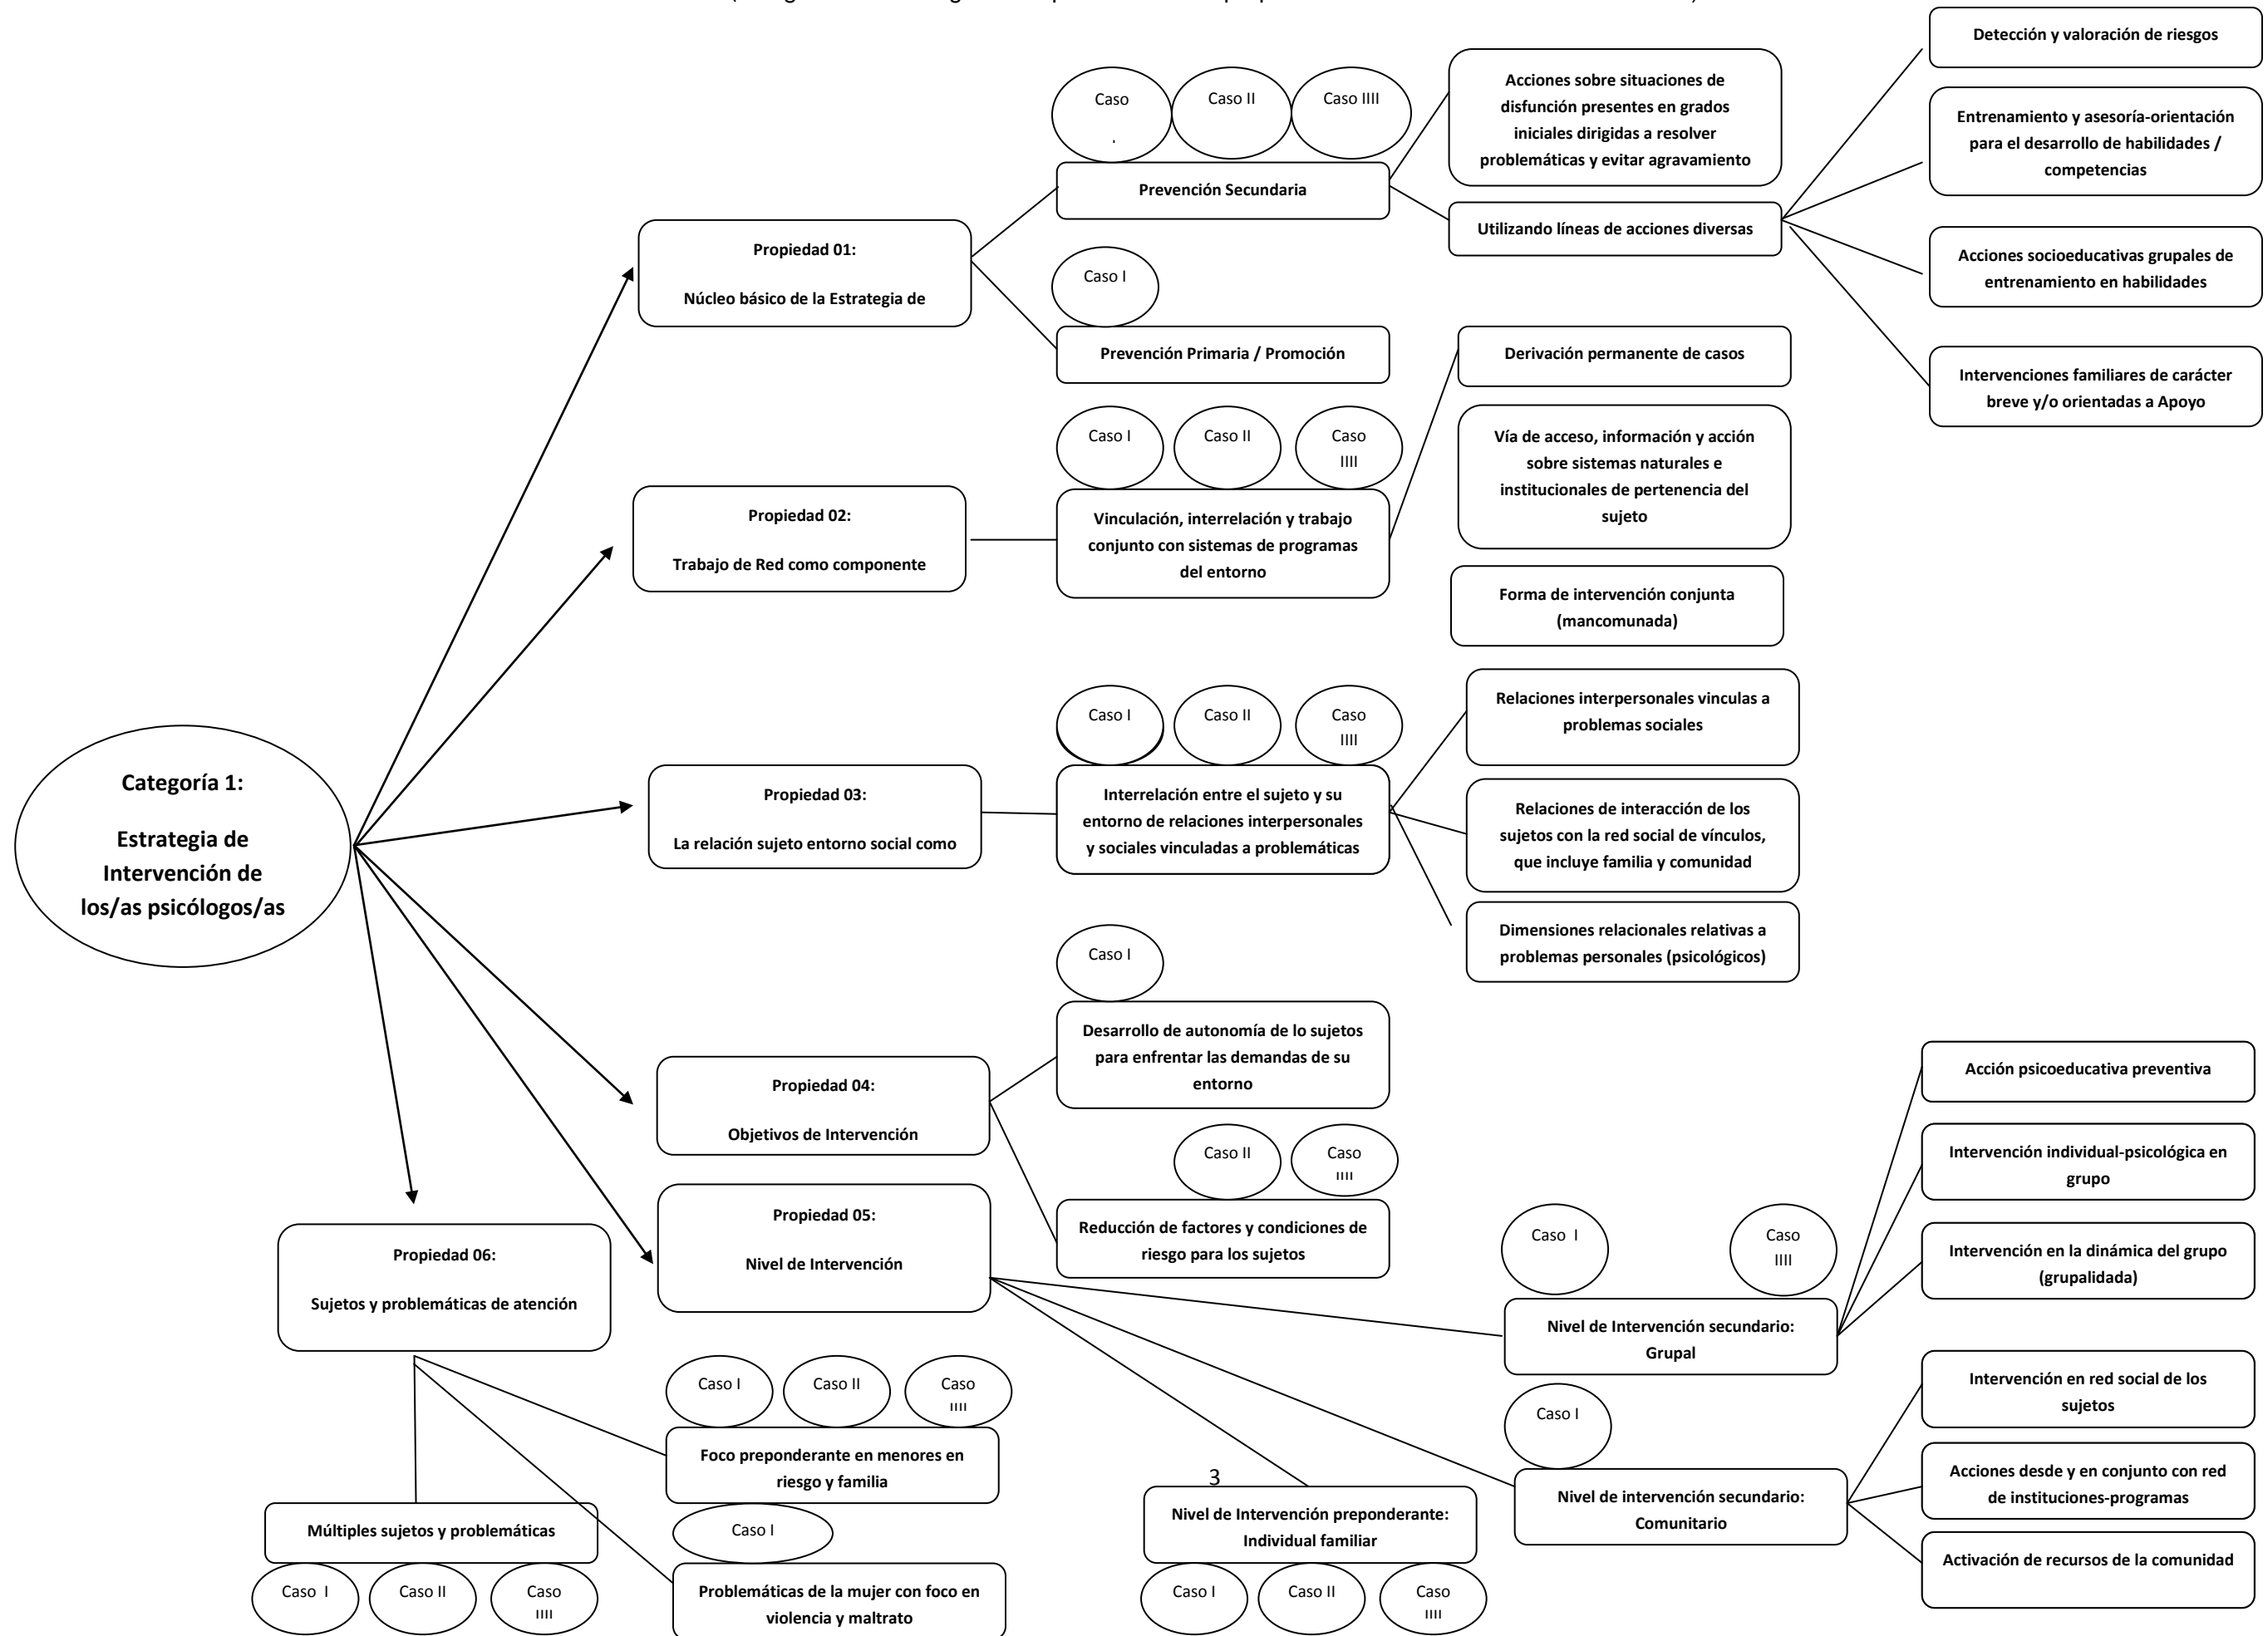 Detección y valoración de riesgos
Caso
Caso II
Caso IIII
Acciones sobre situaciones de
disfunción presentes en grados
iniciales dirigidas a resolver
problemáticas y evitar agravamiento
Entrenamiento y asesoría-orientación
para el desarrollo de habilidades /
competencias
Prevención Secundaria
Utilizando líneas de acciones diversas
Propiedad 01:
Núcleo básico de la Estrategia de
Acciones socioeducativas grupales de
entrenamiento en habilidades
Caso I
Prevención Primaria / Promoción
Derivación permanente de casos
Intervenciones familiares de carácter
breve y/o orientadas a Apoyo
Caso I
Caso II
Caso
IIII
Vía de acceso, información y acción
sobre sistemas naturales e
institucionales de pertenencia del
sujeto
Propiedad 02:
Trabajo de Red como componente
Vinculación, interrelación y trabajo
conjunto con sistemas de programas
del entorno
Forma de intervención conjunta
(mancomunada)
Caso I
Caso II
Caso
IIII
Relaciones interpersonales vinculas a
problemas sociales
Categoría 1:
Estrategia de
Intervención de
los/as psicólogos/as
Propiedad 03:
La relación sujeto entorno social como
Interrelación entre el sujeto y su
entorno de relaciones interpersonales
y sociales vinculadas a problemáticas
Relaciones de interacción de los
sujetos con la red social de vínculos,
que incluye familia y comunidad
Dimensiones relacionales relativas a
problemas personales (psicológicos)
Caso I
Desarrollo de autonomía de lo sujetos
para enfrentar las demandas de su
entorno
Propiedad 04:
Objetivos de Intervención
Acción psicoeducativa preventiva
Caso II
Caso
IIII
Intervención individual-psicológica en
grupo
Reducción de factores y condiciones de
riesgo para los sujetos
Propiedad 05:
Nivel de Intervención
Caso I
Caso
IIII
Intervención en la dinámica del grupo
(grupalidada)
Propiedad 06:
Sujetos y problemáticas de atención
Nivel de Intervención secundario:
Grupal
Caso I
Caso II
Caso
IIII
Intervención en red social de los
sujetos
Foco preponderante en menores en
riesgo y familia
Caso I
Acciones desde y en conjunto con red
de instituciones-programas
3
Nivel de Intervención preponderante:
Individual familiar
Nivel de intervención secundario:
Comunitario
Múltiples sujetos y problemáticas
Caso I
Activación de recursos de la comunidad
Caso I
Caso II
Caso
IIII
Problemáticas de la mujer con foco en
violencia y maltrato
Caso I
Caso II
Caso
IIII